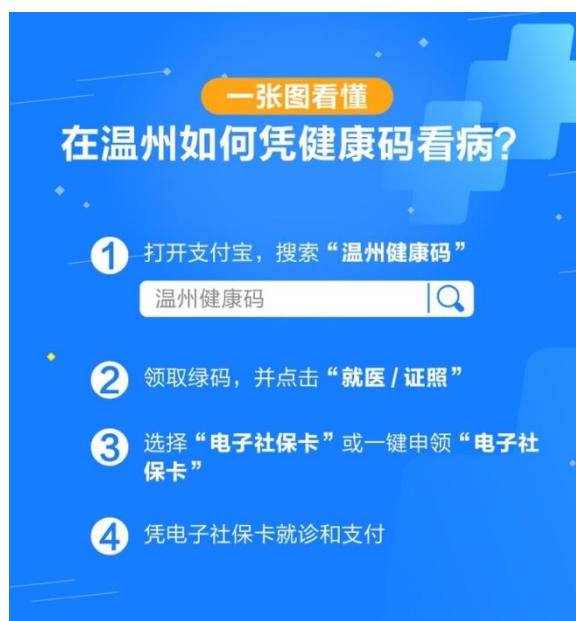 一张图看懂
在温州如何凭健康码看病?
1 打开支付宝，搜索“温州健康码”
温州健康码
2 领取绿码，并点击“就医/证照”
3 选择“电子社保卡”或一键申领“电子社
保卡”
4 凭电子社保卡就诊和支付